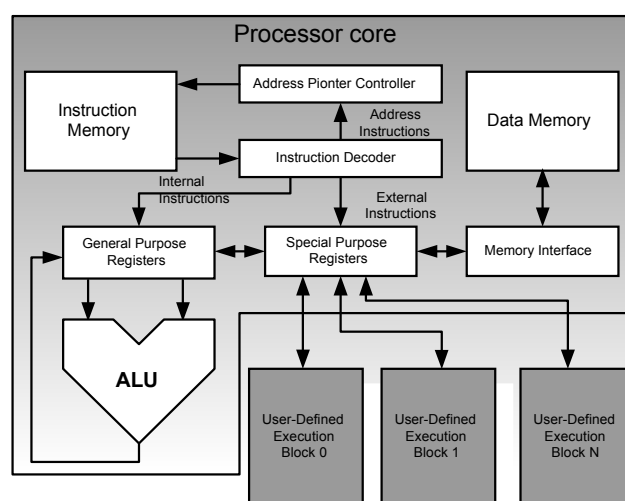 Processor core
Address Pionter Controller
Instruction
Memory
Address
Instructions
Data Memory
Instruction Decoder
Internal
Instructions
External
Instructions
General Purpose
Registers
Special Purpose
Registers
Memory Interface
ALU
User-Defined
Execution
Block 0
User-Defined
Execution
Block 1
User-Defined
Execution
Block N